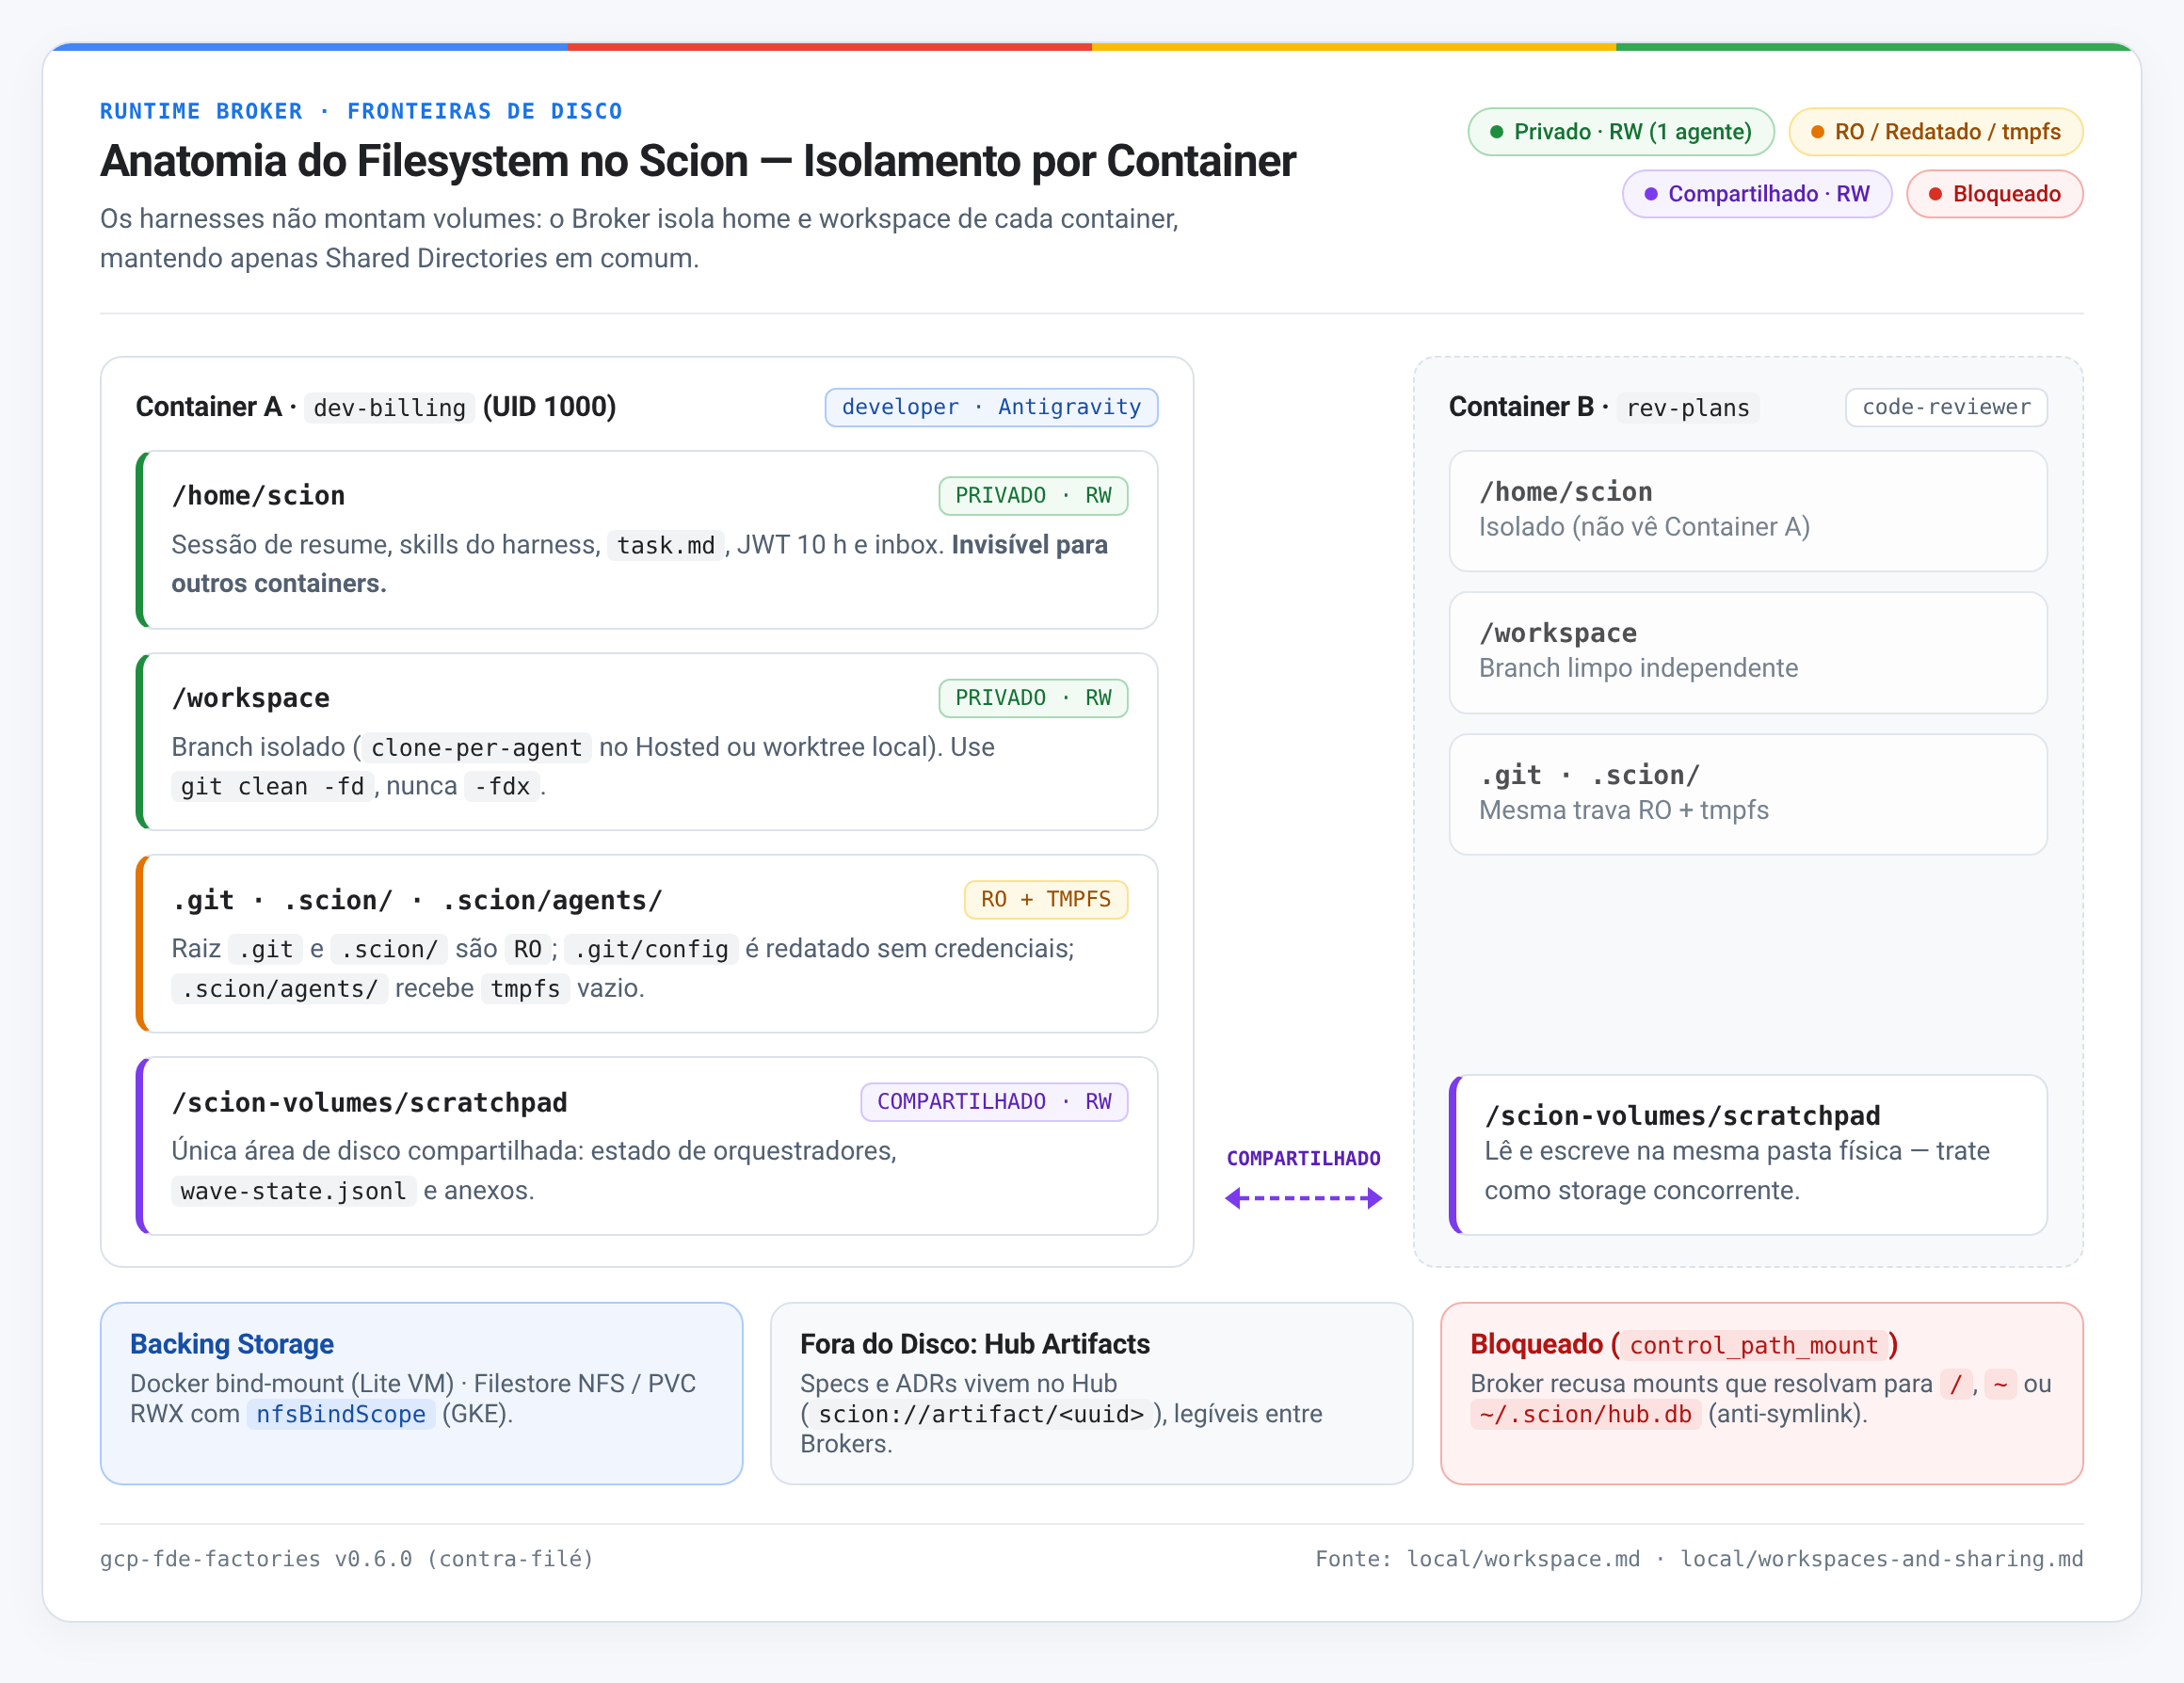 RUNTIME BROKER · FRONTEIRAS DE DISCO
Anatomia do Filesystem no Scion — Isolamento por Container
Os harnesses não montam volumes: o Broker isola home e workspace de cada container,
mantendo apenas Shared Directories em comum.
Privado · RW (1 agente)
RO / Redatado / tmpfs
Compartilhado · RW
Bloqueado
Container A · dev-billing (UID 1000)
developer · Antigravity
/home/scion
PRIVADO · RW
Sessão de resume, skills do harness, task.md, JWT 10 h e inbox. Invisível para
outros containers.
/workspace
PRIVADO · RW
Branch isolado (clone-per-agent no Hosted ou worktree local). Use
git clean -fd, nunca -fdx.
.git · .scion/ · .scion/agents/
RO + TMPFS
Raiz .git e .scion/ são RO; .git/config é redatado sem credenciais;
.scion/agents/ recebe tmpfs vazio.
/scion-volumes/scratchpad
COMPARTILHADO · RW
Única área de disco compartilhada: estado de orquestradores,
wave-state.jsonl e anexos.
COMPARTILHADO
Container B · rev-plans
code-reviewer
/home/scion
Isolado (não vê Container A)
/workspace
Branch limpo independente
.git · .scion/
Mesma trava RO + tmpfs
/scion-volumes/scratchpad
Lê e escreve na mesma pasta física — trate
como storage concorrente.
Backing Storage
Docker bind-mount (Lite VM) · Filestore NFS / PVC
RWX com nfsBindScope (GKE).
Fora do Disco: Hub Artifacts
Specs e ADRs vivem no Hub
(scion://artifact/<uuid>), legíveis entre
Brokers.
Bloqueado (control_path_mount)
Broker recusa mounts que resolvam para /, ~ ou
~/.scion/hub.db (anti-symlink).
gcp-fde-factories v0.6.0 (contra-filé)
Fonte: local/workspace.md · local/workspaces-and-sharing.md